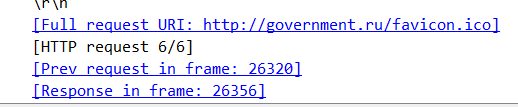 \r\n
[Full request URI: http://government.ru/favicon.ico]
[HTTP request 6/6]
[Prev request in frame: 26320]
[Response in frame: 26356]